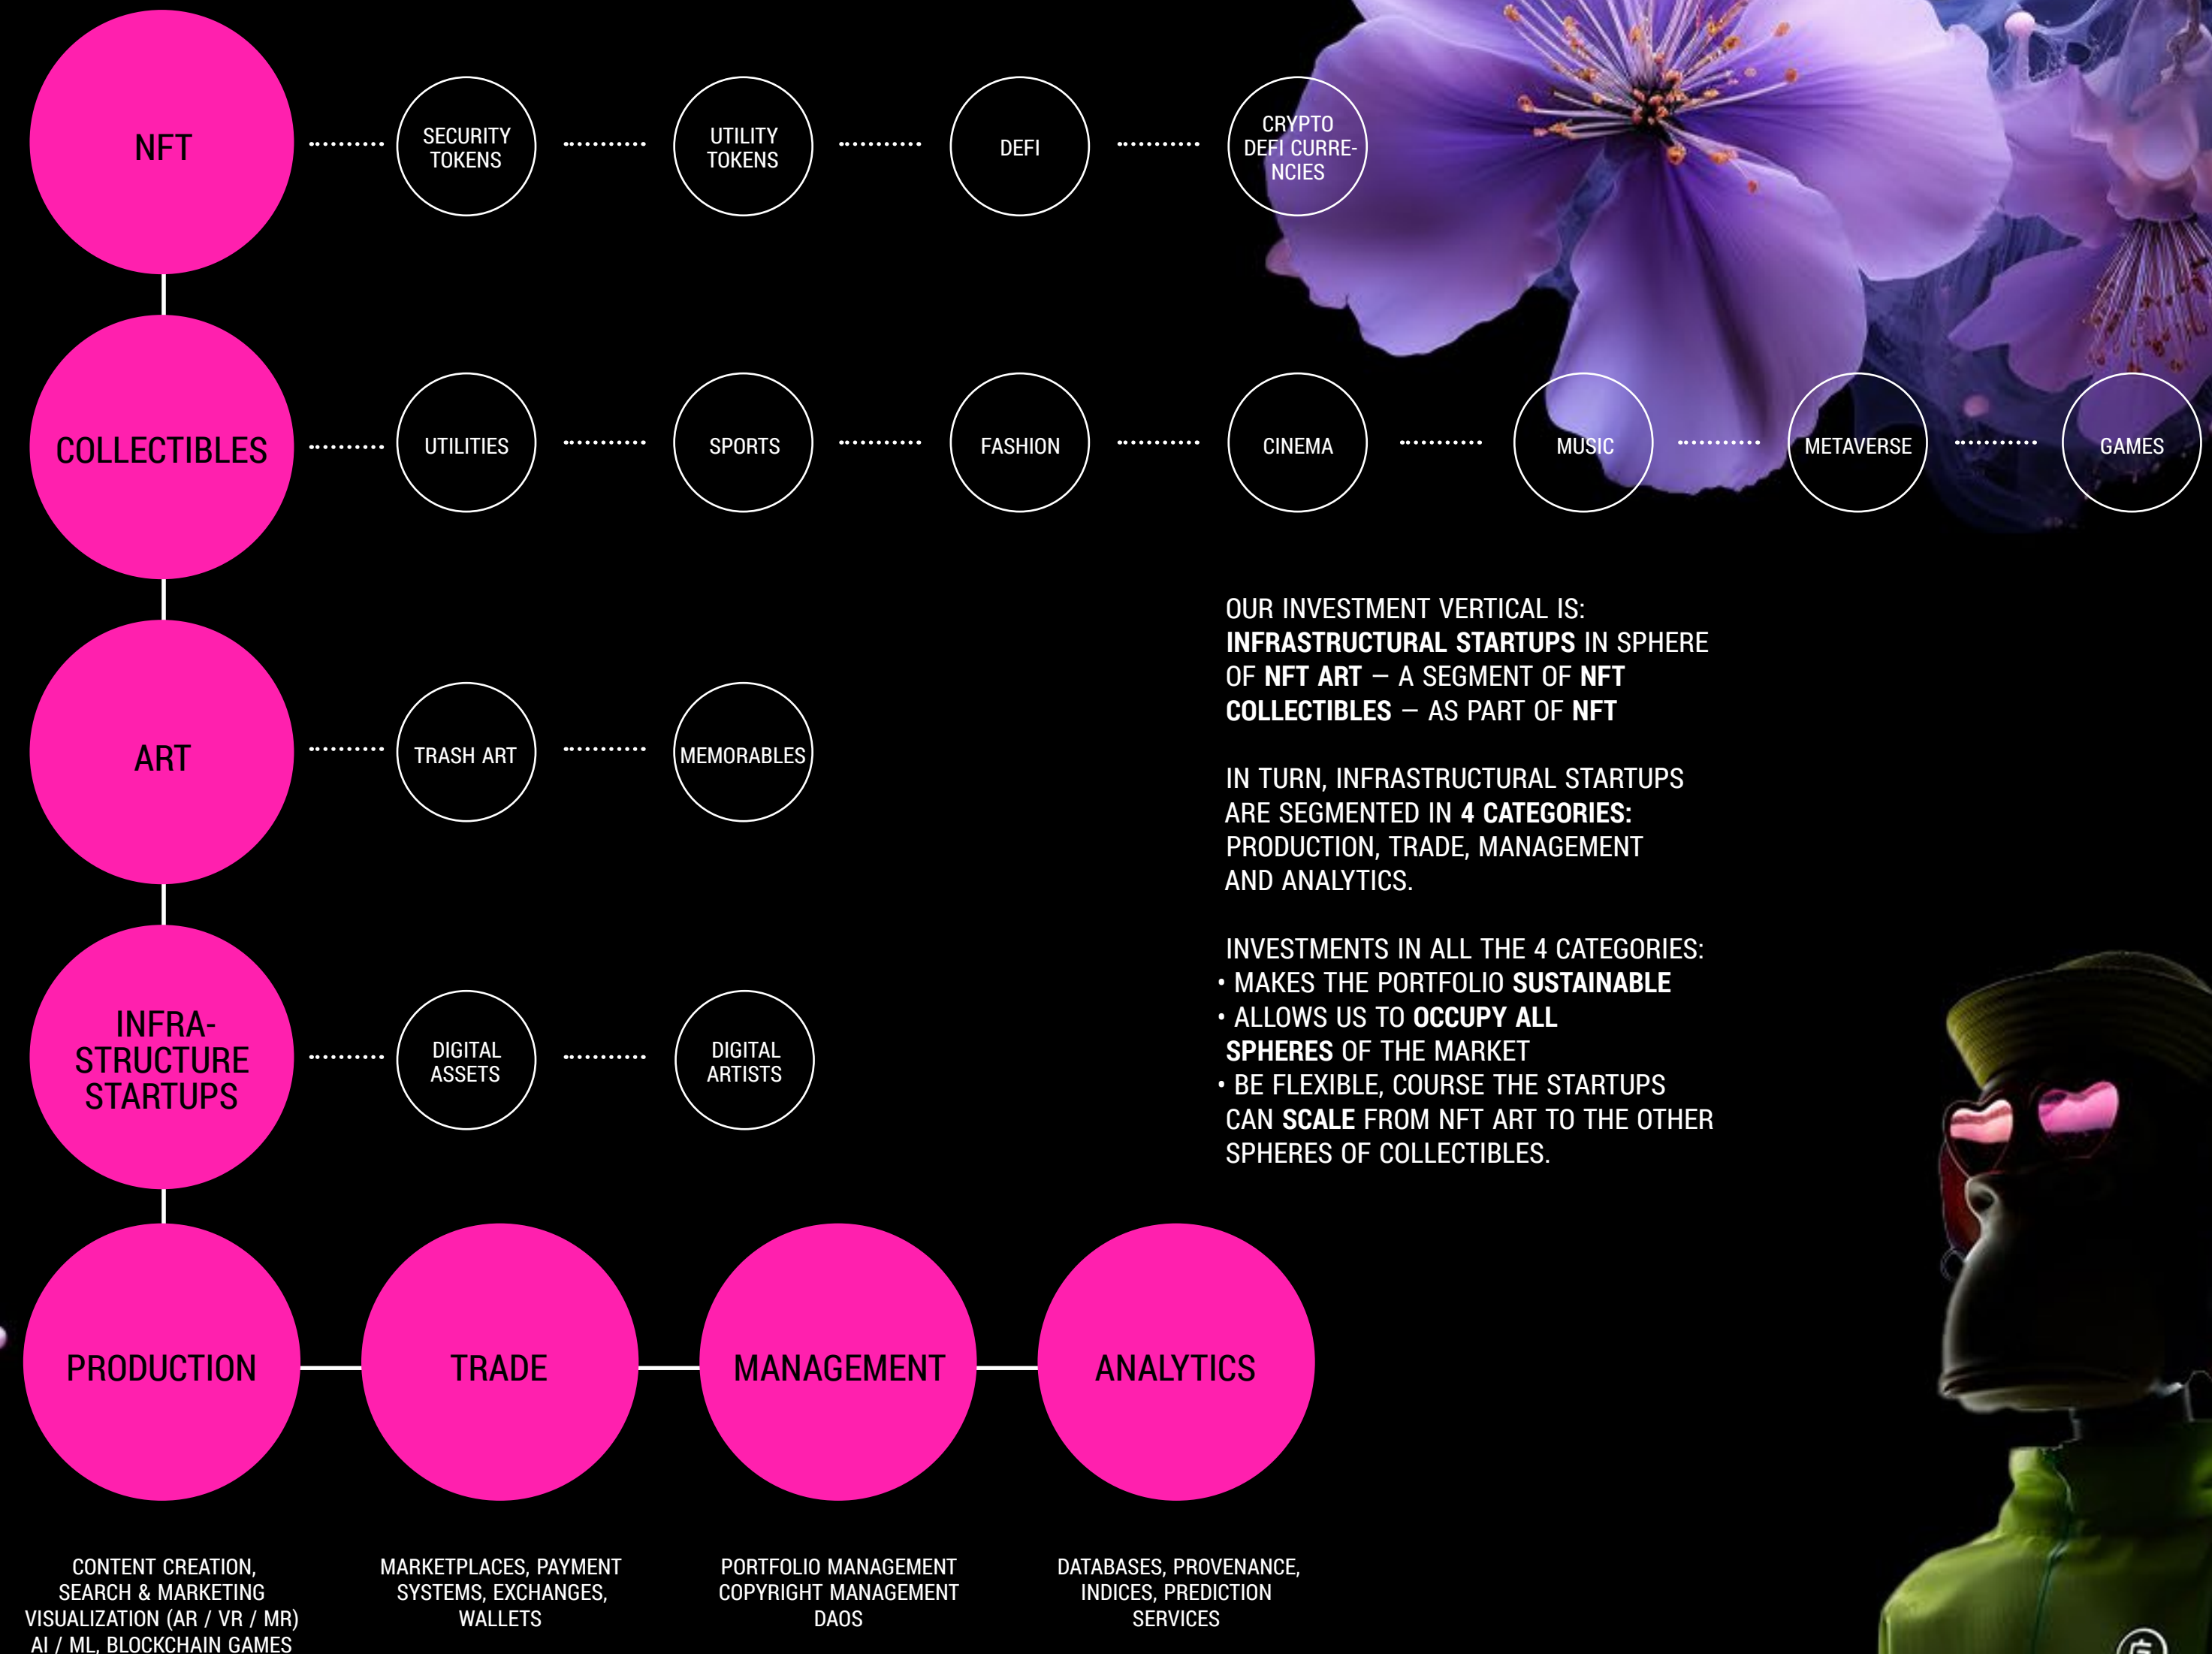 NFT
SECURITY
TOKENS
UTILITY
TOKENS
DEFI
CRYPTO
DEFI CURRE-
NCIES
COLLECTIBLES
UTILITIES
SPORTS
FASHION
CINEMA
MUSIC
METAVERSE
GAMES
ART
TRASH ART
MEMORABLES
INFRA-
STRUCTURE
STARTUPS
DIGITAL
ASSETS
DIGITAL
ARTISTS
OUR INVESTMENT VERTICAL IS:
INFRASTRUCTURAL STARTUPS IN SPHERE
OF NFT ART – A SEGMENT OF NFT
COLLECTIBLES – AS PART OF NFT
IN TURN, INFRASTRUCTURAL STARTUPS
ARE SEGMENTED IN 4 CATEGORIES:
PRODUCTION, TRADE, MANAGEMENT
AND ANALYTICS.
INVESTMENTS IN ALL THE 4 CATEGORIES:
• MAKES THE PORTFOLIO SUSTAINABLE
• ALLOWS US TO OCCUPY ALL
SPHERES OF THE MARKET
• BE FLEXIBLE, COURSE THE STARTUPS
CAN SCALE FROM NFT ART TO THE OTHER
SPHERES OF COLLECTIBLES.
PRODUCTION
TRADE
MANAGEMENT
ANALYTICS
CONTENT CREATION,
SEARCH & MARKETING
VISUALIZATION (AR / VR / MR)
AI / ML, BLOCKCHAIN GAMES
MARKETPLACES, PAYMENT
SYSTEMS, EXCHANGES,
WALLETS
PORTFOLIO MANAGEMENT
COPYRIGHT MANAGEMENT
DAOS
DATABASES, PROVENANCE,
INDICES, PREDICTION
SERVICES